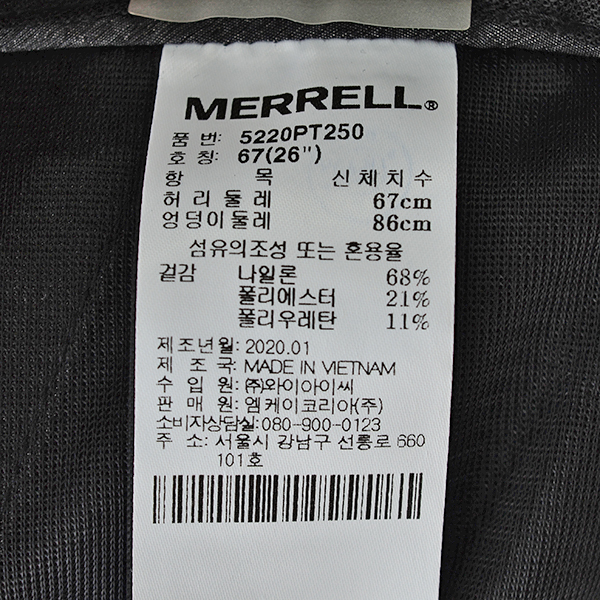 MERRELL®
품 번: 5220PT250
호 칭: 67(26")
항 목 신체치수
허리둘레 67cm
엉덩이둘레 86cm
섬유의조성 또는 혼용율
겉감 나일론 68%
폴리에스터 21%
폴리우레탄 11%
제조년월: 2020.01
제 조 국: MADE IN VIETNAM
수 입 원: ㈜와이아이씨
판 매 원: 엠케이코리아(주)
소비자상담실: 080-900-0123
주 소: 서울시 강남구 선릉로 660
101호